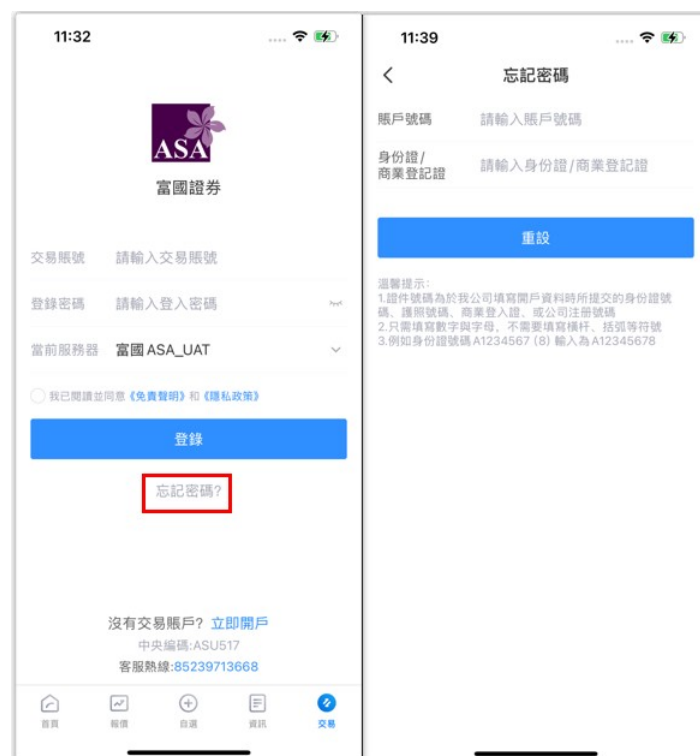 11:32
ASA
富國證券
交易賬號 請輸入交易賬號
登錄密碼 請輸入登入密碼
當前服務器 富國 ASA_UAT
我已閱讀並同意《免責聲明》和《隱私政策》
登錄
忘記密碼?
沒有交易賬戶? 立即開戶
中央編碼:ASU517
客服熱線:85239713668
首頁 報價 自選 資訊 交易
11:39
忘記密碼
賬戶號碼 請輸入賬戶號碼
身份證/
商業登記證 請輸入身份證/商業登記證
重設
溫馨提示:
1.證件號碼為於我公司填寫開戶資料時所提交的身份證號
碼、護照號碼、商業登入證、或公司注册號碼
2.只需填寫數字與字母，不需要填寫橫杆、括弧等符號
3.例如身份證號碼 A1234567 (8) 輸入為 A12345678